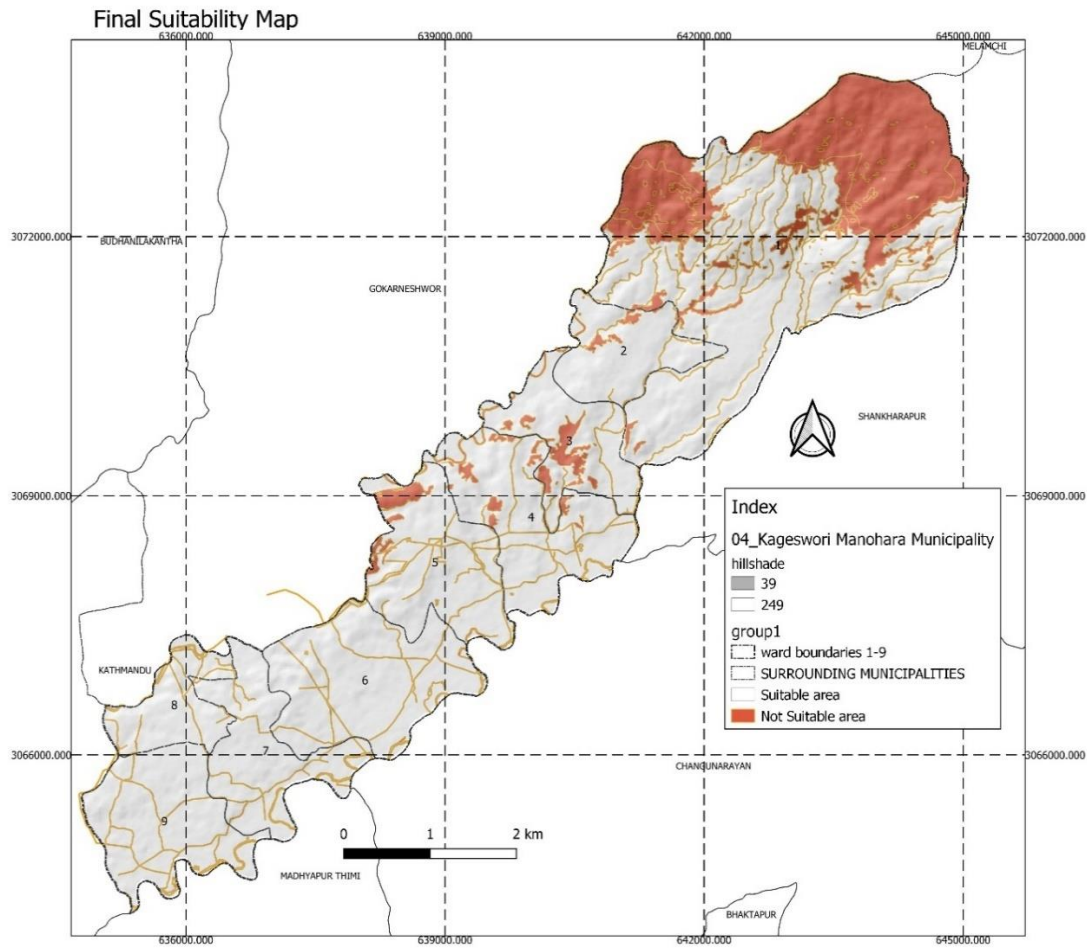 Final Suitability Map
636000.000 639000.000 642000.000 645000.000
MELAMCHI
3072000.000 3072000.000
BUDHANILAKANTHA
1
GOKARNESHWOR
2
SHANKHARAPUR
3
3069000.000 3069000.000
4
Index
04_Kageswori Manohara Municipality
hillshade
39
249
group1
ward boundaries 1-9
SURROUNDING MUNICIPALITIES
Suitable area
Not Suitable area
5
KATHMANDU
6
8
7
3066000.000 3066000.000
CHANGUNARAYAN
9
0 1 2 km
MADHYAPUR THIMI
BHAKTAPUR
636000.000 639000.000 642000.000 645000.000